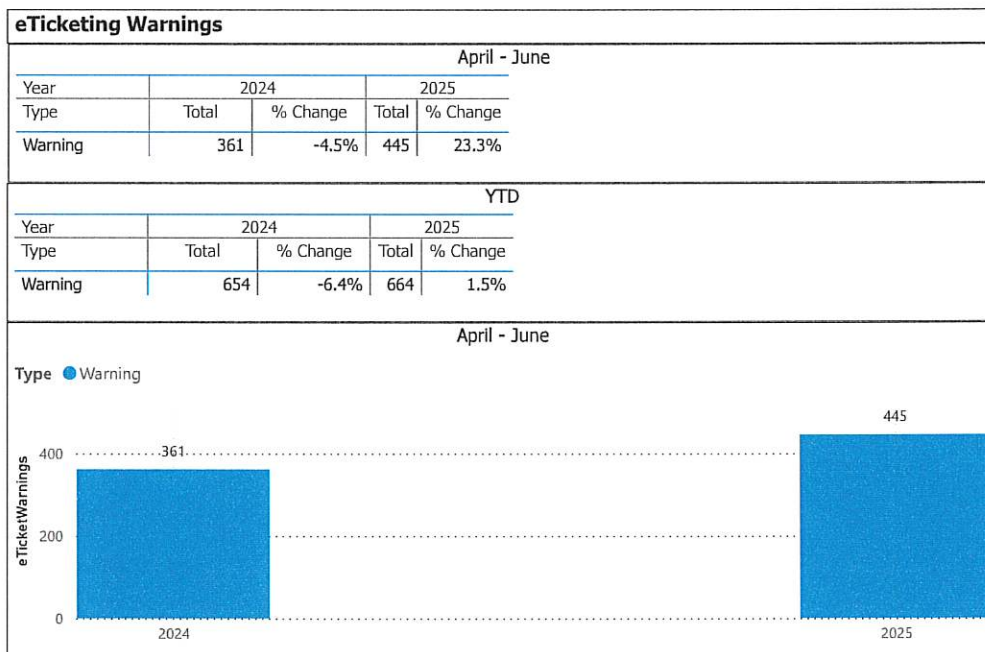 eTicketing Warnings
April - June
Year 2024 2025
Type Total % Change Total % Change
Warning 361 -4.5% 445 23.3%
YTD
Year 2024 2025
Type Total % Change Total % Change
Warning 654 -6.4% 664 1.5%
April - June
Type Warning
445
361
400
eTicketWarnings
200
0
2024 2025